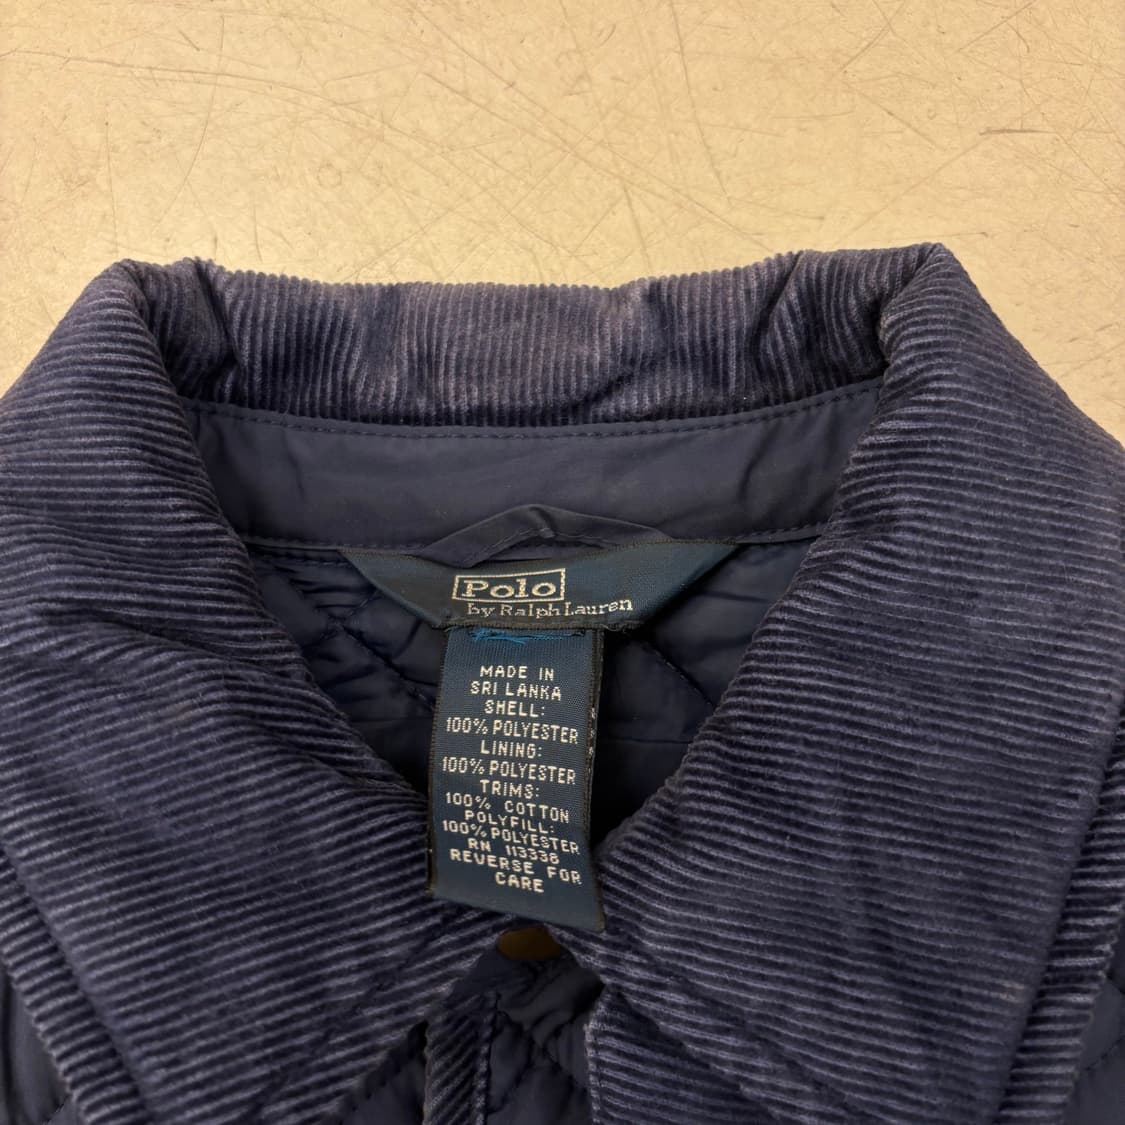 Polo
by Ralph Lauren
MADE IN
SRI LANKA
SHELL:
100% POLYESTER
LINING:
100% POLYESTER
TRIMS:
100% COTTON
POLYFILL:
100% POLYESTER
RN 113338
REVERSE FOR
CARE